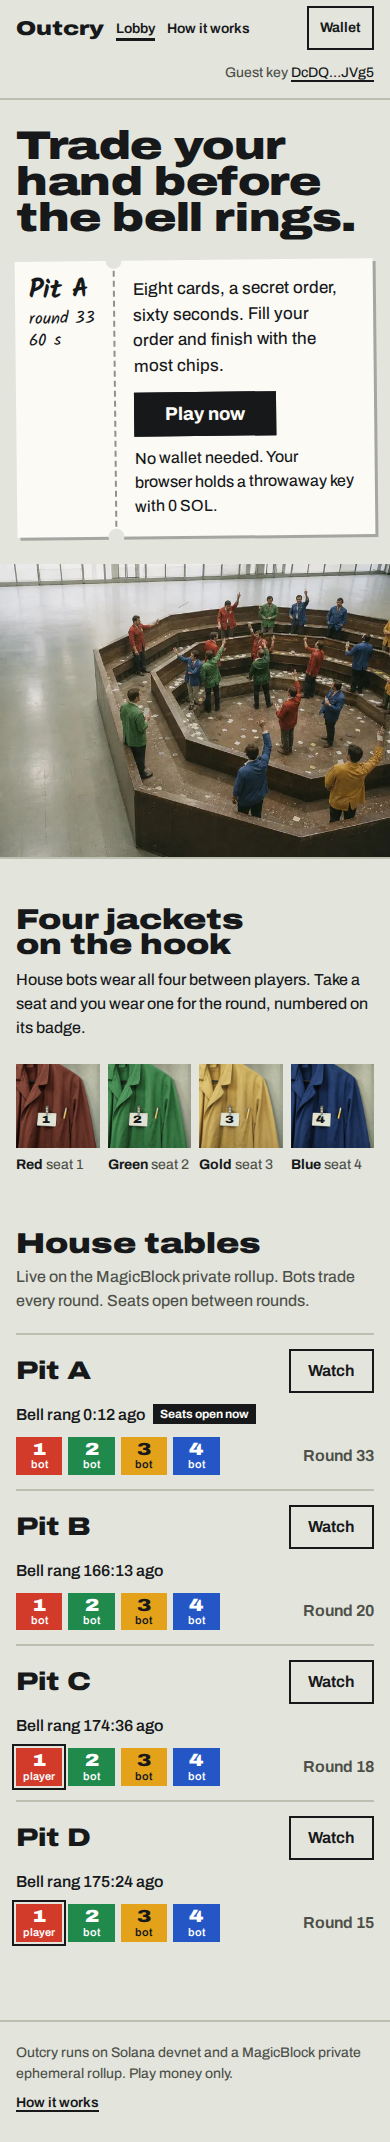 Outcry Lobby How it works Wallet
Guest key DcDQ...JVg5
Trade your
hand before
the bell rings.
Pit A
round 33
60 s
Eight cards, a secret order,
sixty seconds. Fill your
order and finish with the
most chips.
Play now
No wallet needed. Your
browser holds a throwaway key
with 0 SOL.
Four jackets
on the hook
House bots wear all four between players. Take a
seat and you wear one for the round, numbered on
its badge.
1 2 3 4
Red seat 1 Green seat 2 Gold seat 3 Blue seat 4
House tables
Live on the MagicBlock private rollup. Bots trade
every round. Seats open between rounds.
Pit A Watch
Bell rang 0:12 ago Seats open now
1 2 3 4
bot bot bot bot
Round 33
Pit B Watch
Bell rang 166:13 ago
1 2 3 4
bot bot bot bot
Round 20
Pit C Watch
Bell rang 174:36 ago
1 2 3 4
player bot bot bot
Round 18
Pit D Watch
Bell rang 175:24 ago
1 2 3 4
player bot bot bot
Round 15
Outcry runs on Solana devnet and a MagicBlock private
ephemeral rollup. Play money only.
How it works